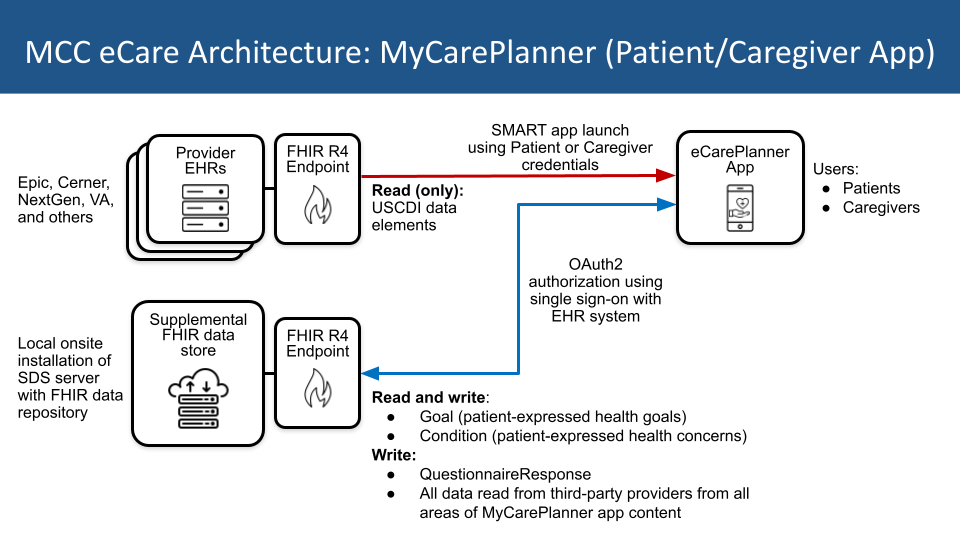 MCC eCare Architecture: MyCarePlanner (Patient/Caregiver App)
SMART app launch
using Patient or Caregiver
credentials
Provider
EHRs
FHIR R4
Endpoint
eCarePlanner
App
Epic, Cerner,
NextGen, VA,
and others
Read (only):
USCDI data
elements
Users:
● Patients
● Caregivers
OAuth2
authorization using
single sign-on with
EHR system
Supplemental
FHIR data
store
FHIR R4
Endpoint
Local onsite
installation of
SDS server
with FHIR data
repository
Read and write:
● Goal (patient-expressed health goals)
● Condition (patient-expressed health concerns)
Write:
● QuestionnaireResponse
● All data read from third-party providers from all
areas of MyCarePlanner app content